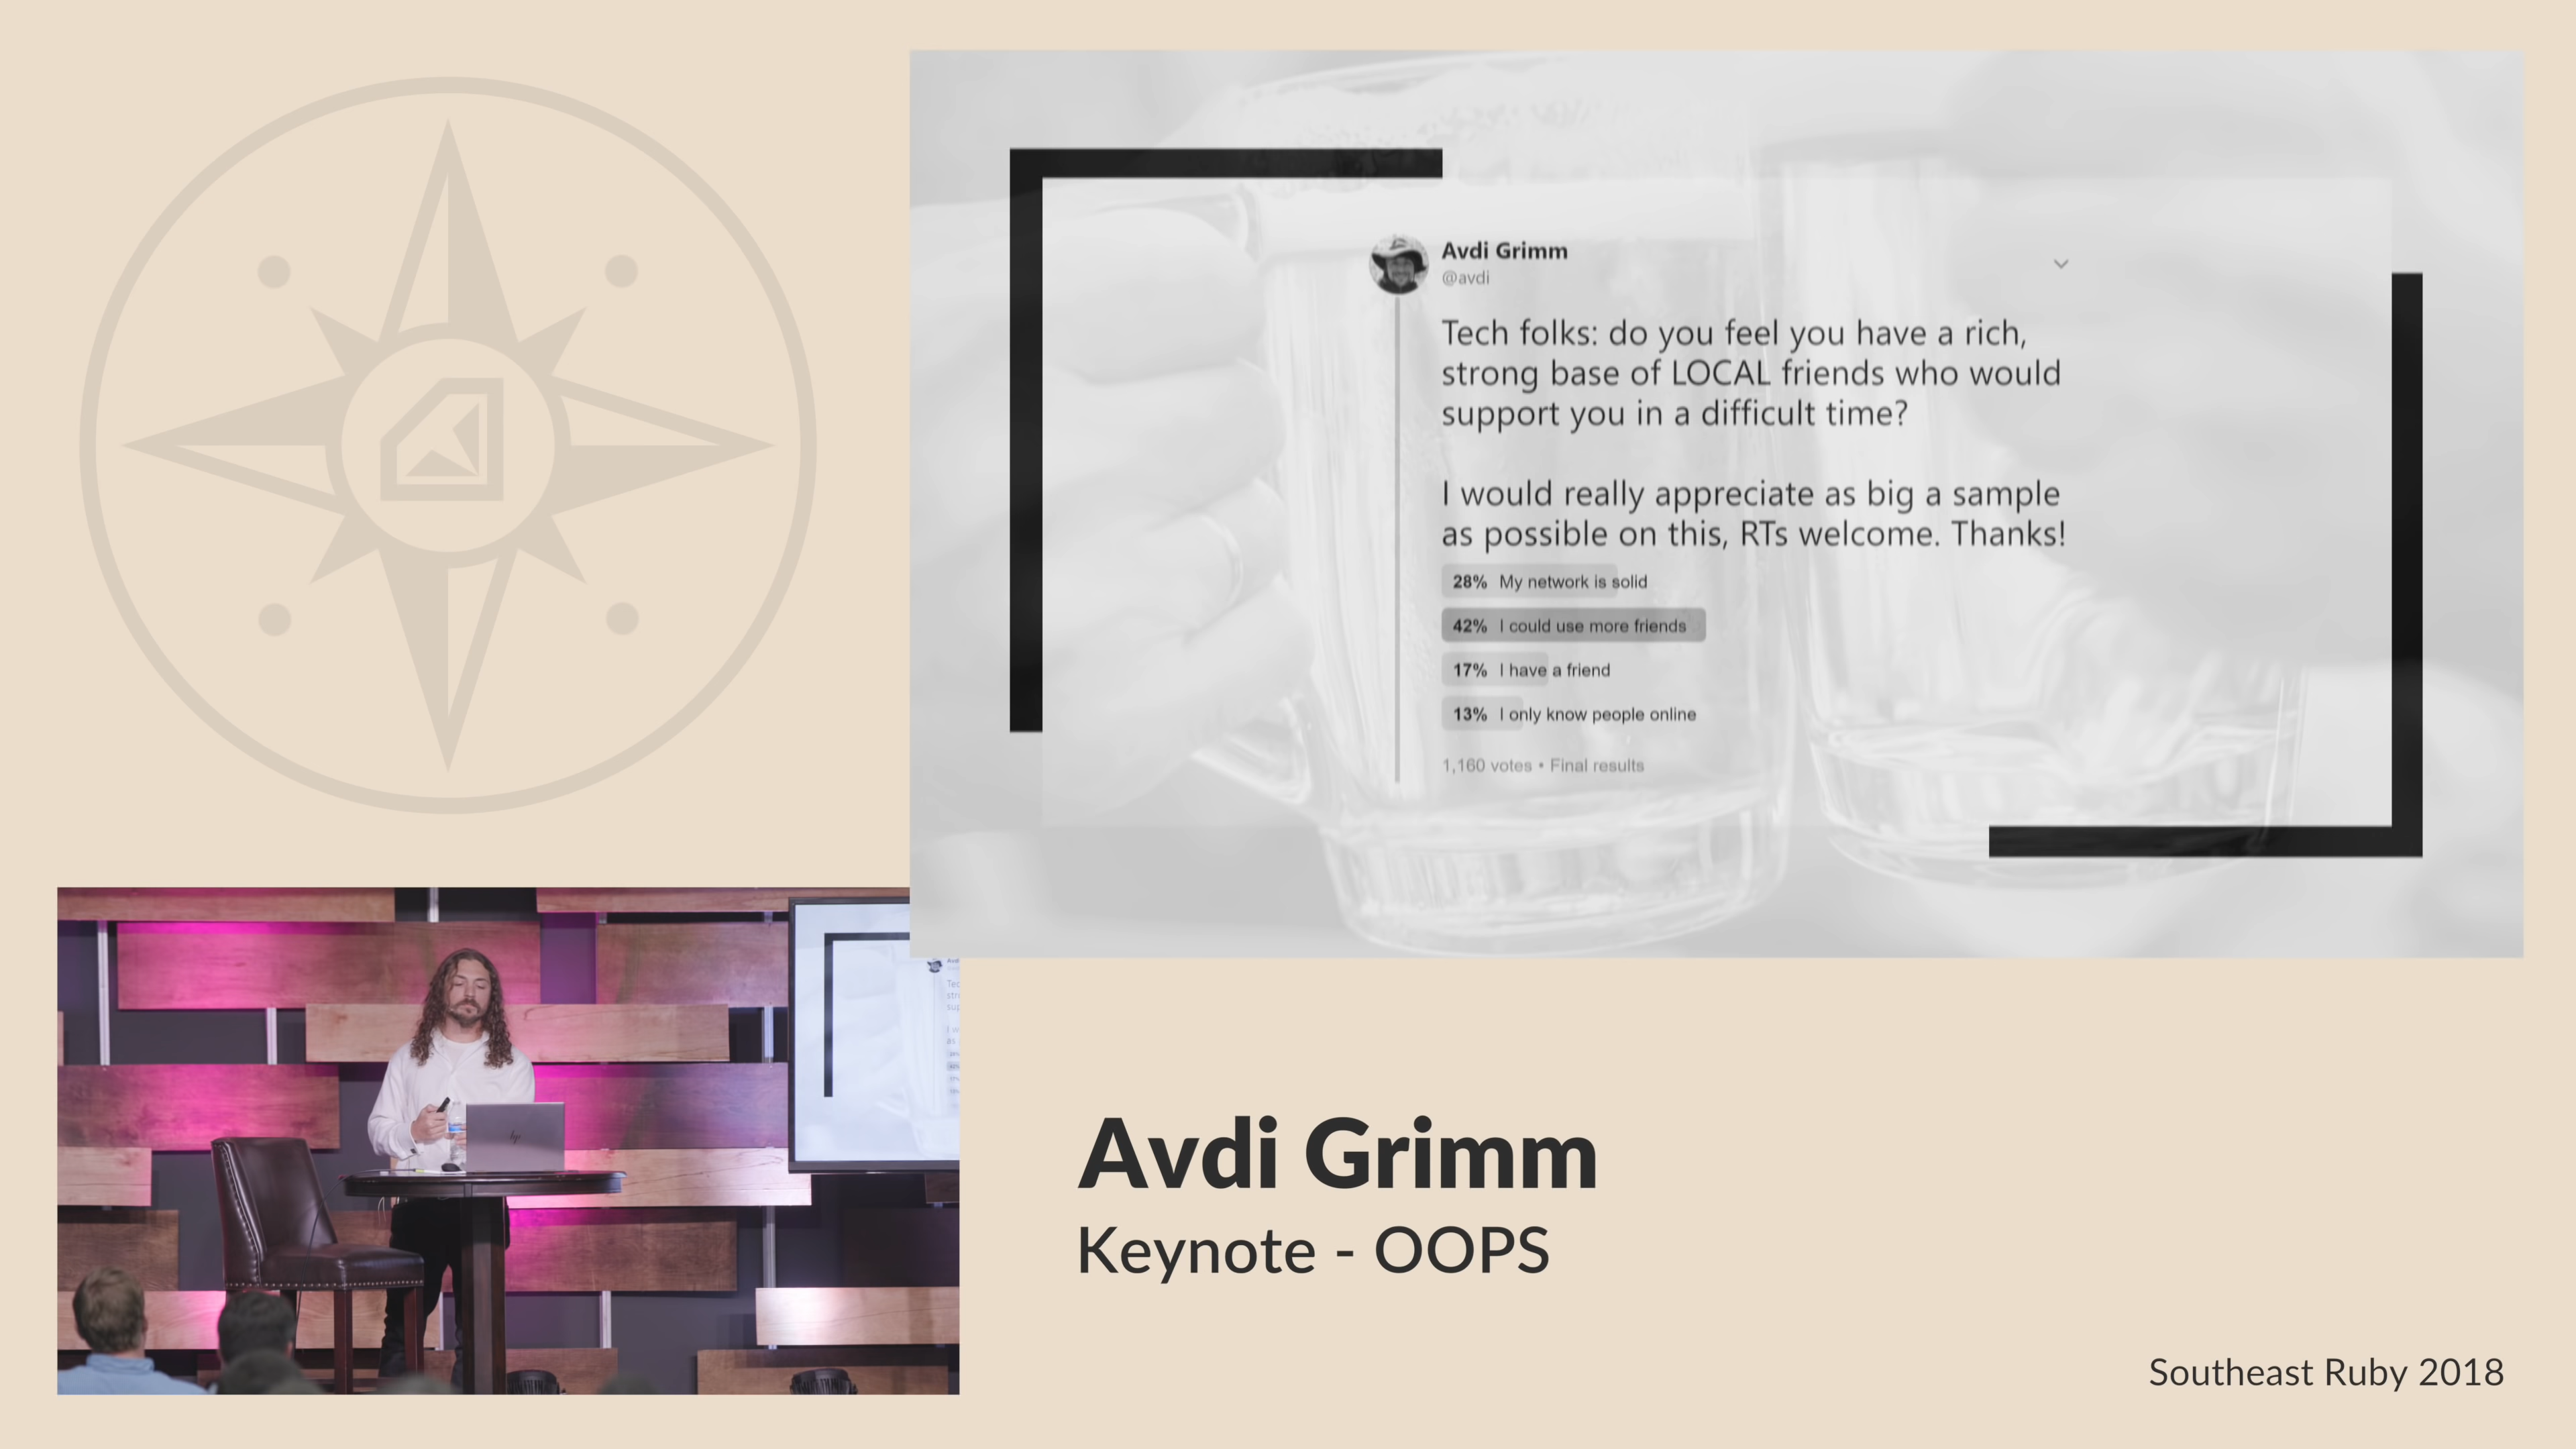 Avdi Grimm
@avdi
Tech folks: do you feel you have a rich,
strong base of LOCAL friends who would
support you in a difficult time?
I would really appreciate as big a sample
as possible on this, RTs welcome. Thanks!
28% My network is solid
42% I could use more friends
17% I have a friend
13% I only know people online
1,160 votes • Final results
hp
Avdi Grimm
Keynote - OOPS
Southeast Ruby 2018